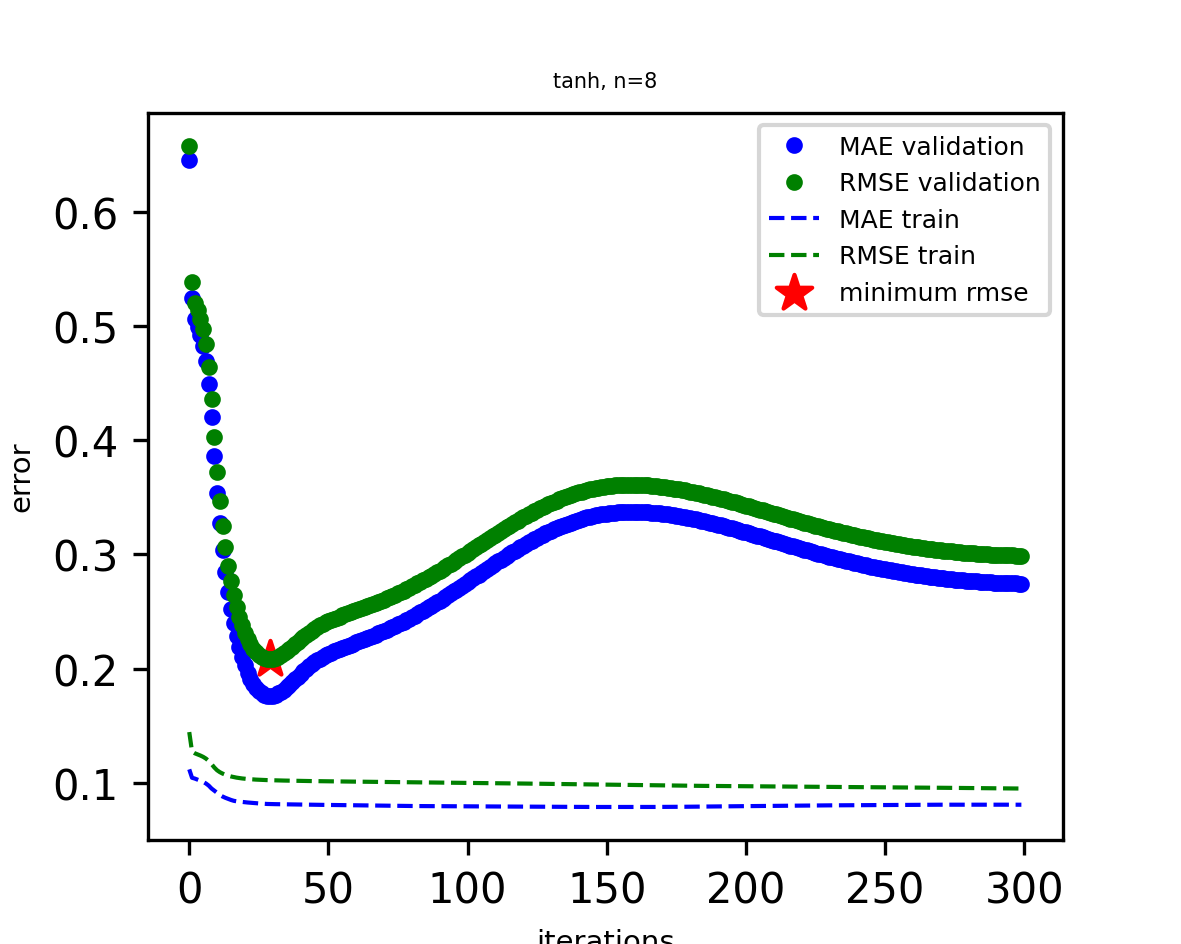 tanh, n=8
MAE validation
RMSE validation
MAE train
RMSE train
minimum rmse
error
0.6
0.5
0.4
0.3
0.2
0.1
0 50 100 150 200 250 300
iterations